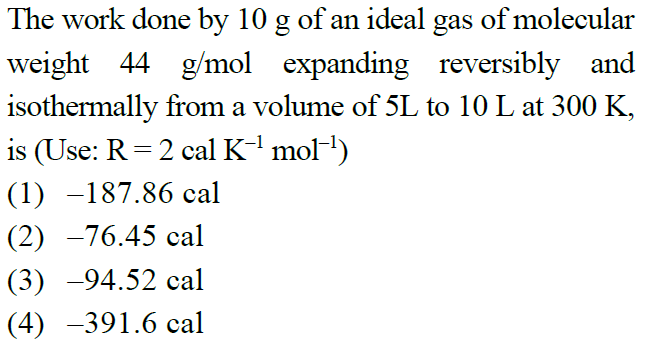 The work done by 10 g of an ideal gas of molecular
weight 44 g/mol expanding reversibly and
isothermally from a volume of 5L to 10 L at 300 K,
is (Use: R = 2 cal K⁻¹ mol⁻¹)
(1) –187.86 cal
(2) –76.45 cal
(3) –94.52 cal
(4) –391.6 cal